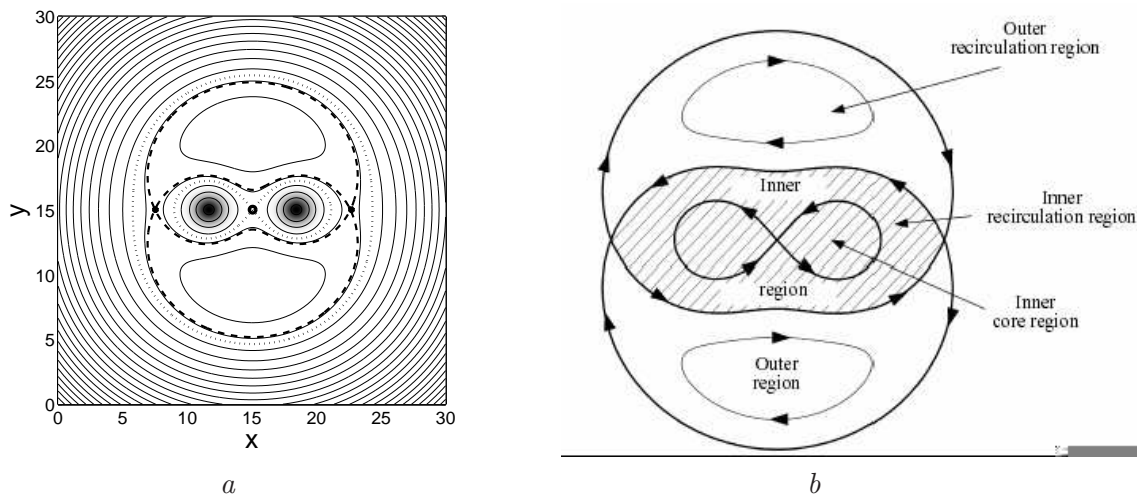 30
25
20
15
10
5
0
y
0 5 10 15 20 25 30
x
a
Outer
recirculation region
Inner
Inner
recirculation region
region
Inner
core region
Outer
region
b